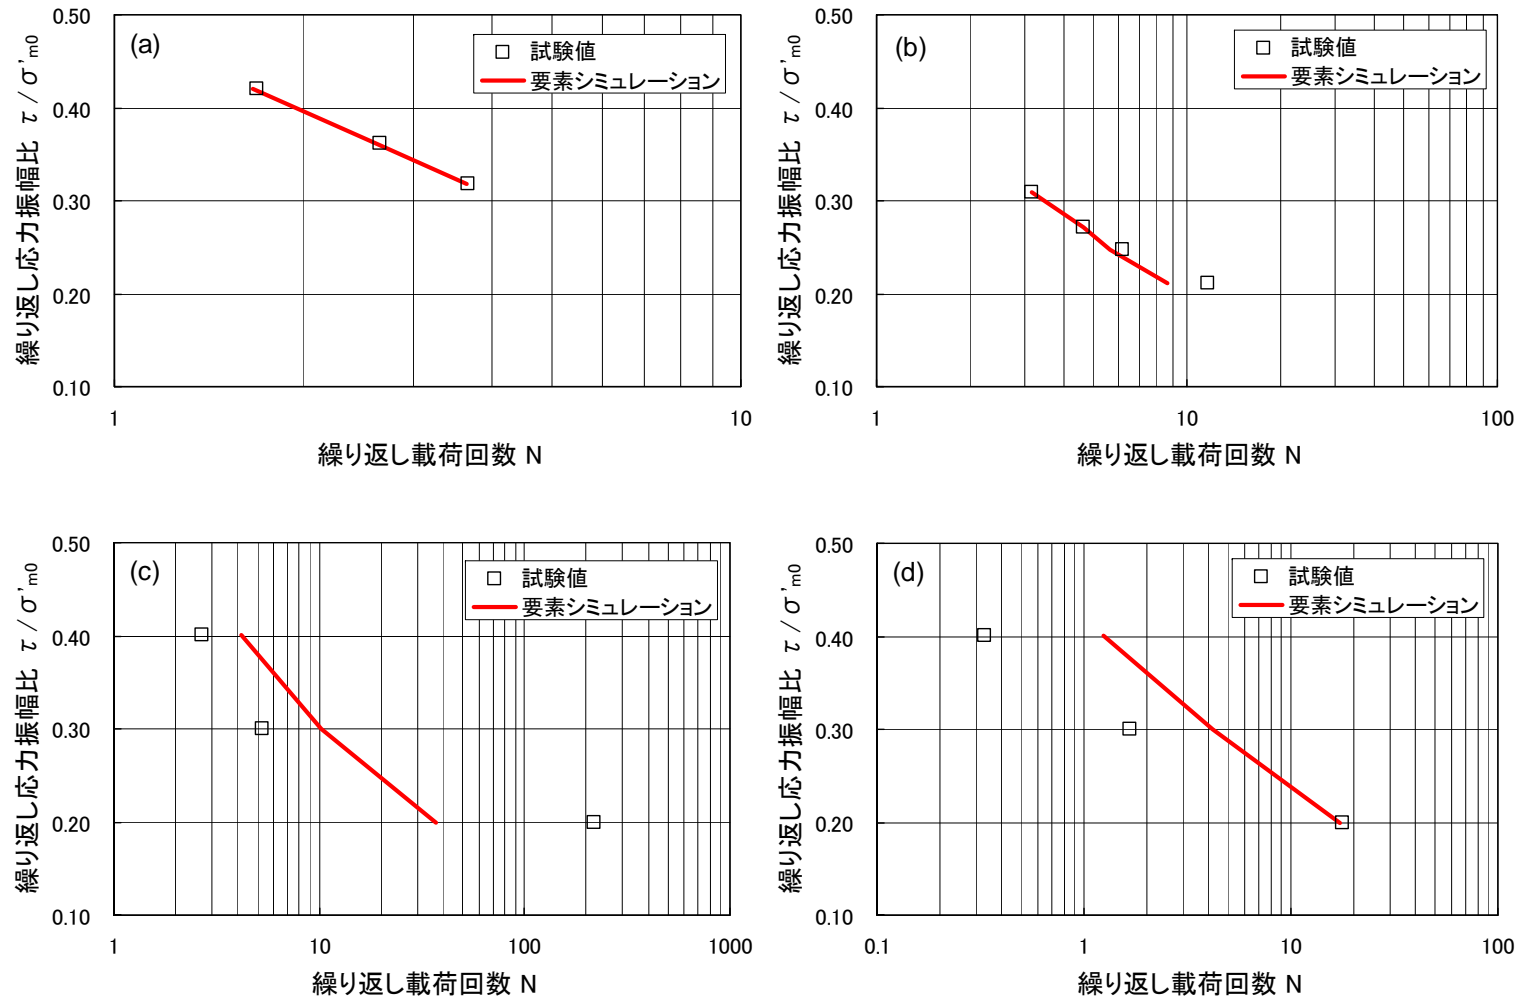 (a)
試験値
要素シミュレーション
繰り返し応力振幅比 τ / σ'm0
0.50
0.40
0.30
0.20
0.10
1
10
繰り返し載荷回数 N
(b)
試験値
要素シミュレーション
繰り返し応力振幅比 τ / σ'm0
0.50
0.40
0.30
0.20
0.10
1
10
100
繰り返し載荷回数 N
(c)
試験値
要素シミュレーション
繰り返し応力振幅比 τ / σ'm0
0.50
0.40
0.30
0.20
0.10
1
10
100
1000
繰り返し載荷回数 N
(d)
試験値
要素シミュレーション
繰り返し応力振幅比 τ / σ'm0
0.50
0.40
0.30
0.20
0.10
0.1
1
10
100
繰り返し載荷回数 N